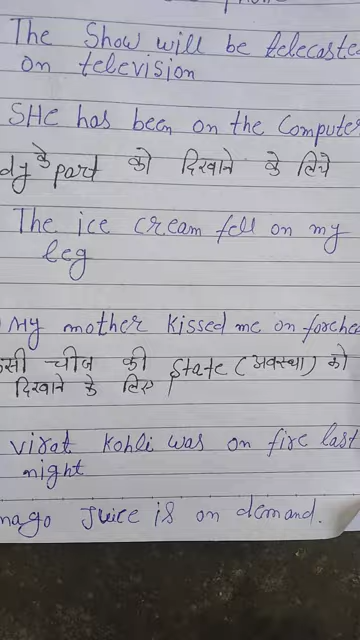 The Show will be telecaste
on television
SHe has been on the Computer
dy के part को दिखाने के लिये
The ice cream fell on my
leg
My mother kissed me on forehea
सी चीज की State (अवस्था) को
दिखाने के लिए
virat Kohli was on fire last
night
mago Juice is on demand.